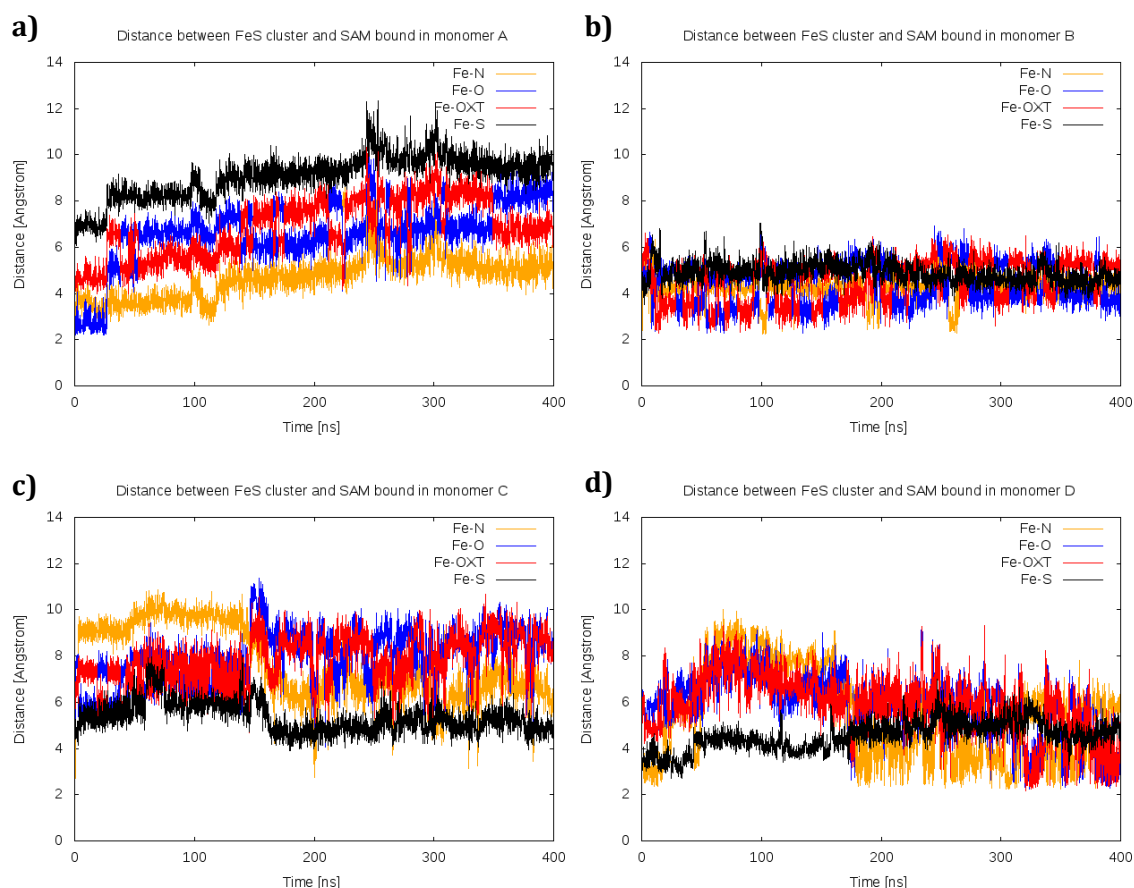 a)
Distance between FeS cluster and SAM bound in monomer A
14
12
10
8
6
4
2
0
Distance [Angstrom]
Fe-N
Fe-O
Fe-OXT
Fe-S
0 100 200 300 400
Time [ns]
b)
Distance between FeS cluster and SAM bound in monomer B
14
12
10
8
6
4
2
0
Distance [Angstrom]
Fe-N
Fe-O
Fe-OXT
Fe-S
0 100 200 300 400
Time [ns]
c)
Distance between FeS cluster and SAM bound in monomer C
14
12
10
8
6
4
2
0
Distance [Angstrom]
Fe-N
Fe-O
Fe-OXT
Fe-S
0 100 200 300 400
Time [ns]
d)
Distance between FeS cluster and SAM bound in monomer D
14
12
10
8
6
4
2
0
Distance [Angstrom]
Fe-N
Fe-O
Fe-OXT
Fe-S
0 100 200 300 400
Time [ns]